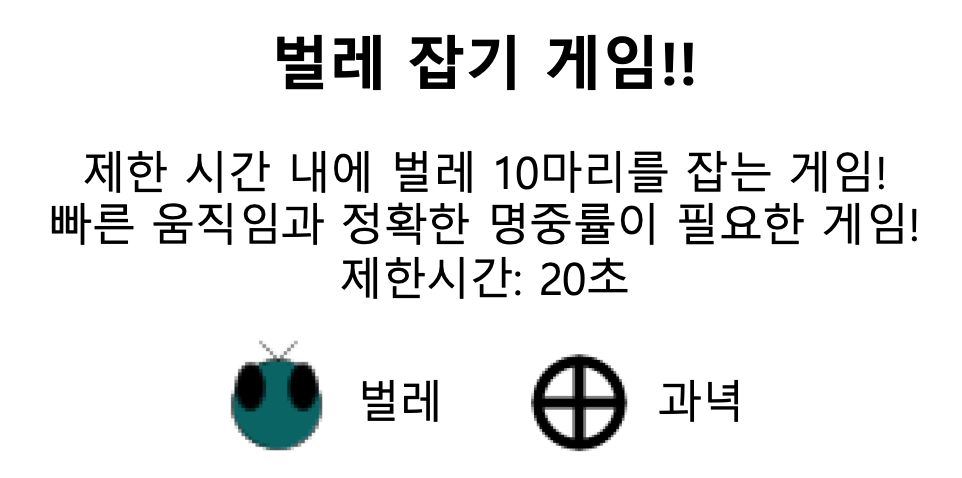 벌레 잡기 게임!!
제한 시간 내에 벌레 10마리를 잡는 게임!
빠른 움직임과 정확한 명중률이 필요한 게임!
제한시간: 20초
벌레 과녁